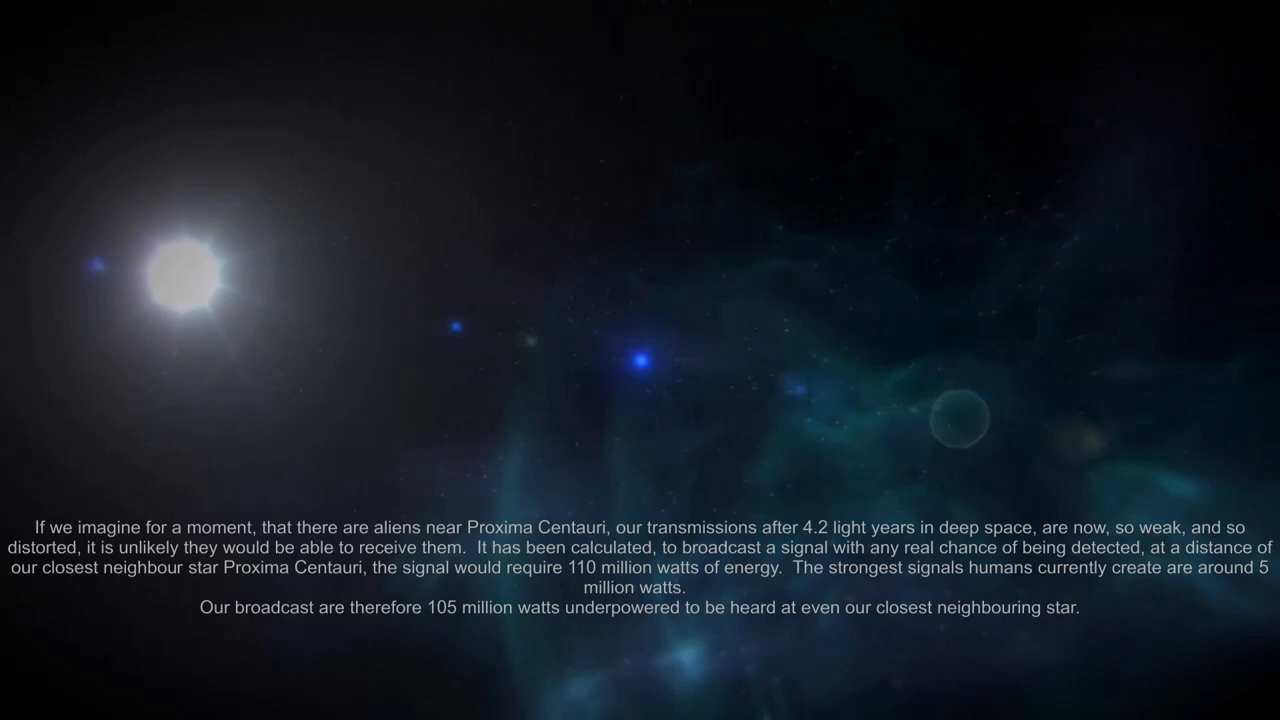 If we imagine for a moment, that there are aliens near Proxima Centauri, our transmissions after 4.2 light years in deep space, are now, so weak, and so
distorted, it is unlikely they would be able to receive them.  It has been calculated, to broadcast a signal with any real chance of being detected, at a distance of
our closest neighbour star Proxima Centauri, the signal would require 110 million watts of energy.  The strongest signals humans currently create are around 5
million watts.
Our broadcast are therefore 105 million watts underpowered to be heard at even our closest neighbouring star.